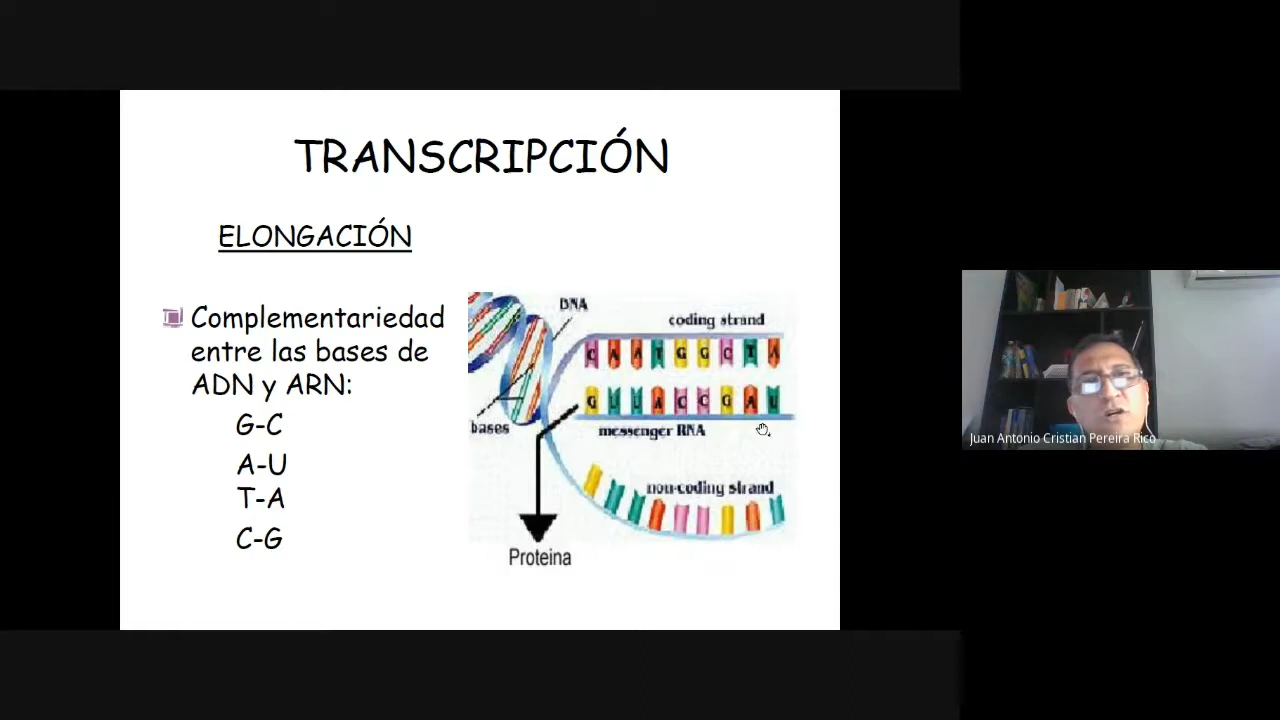 TRANSCRIPCIÓN
ELONGACIÓN
Complementariedad
entre las bases de
ADN y ARN:
G-C
A-U
T-A
C-G
DNA
coding strand
C A A T G G C T A
G U U A C C G A U
bases
messenger RNA
non-coding strand
Proteina
Juan Antonio Cristian Pereira Rico